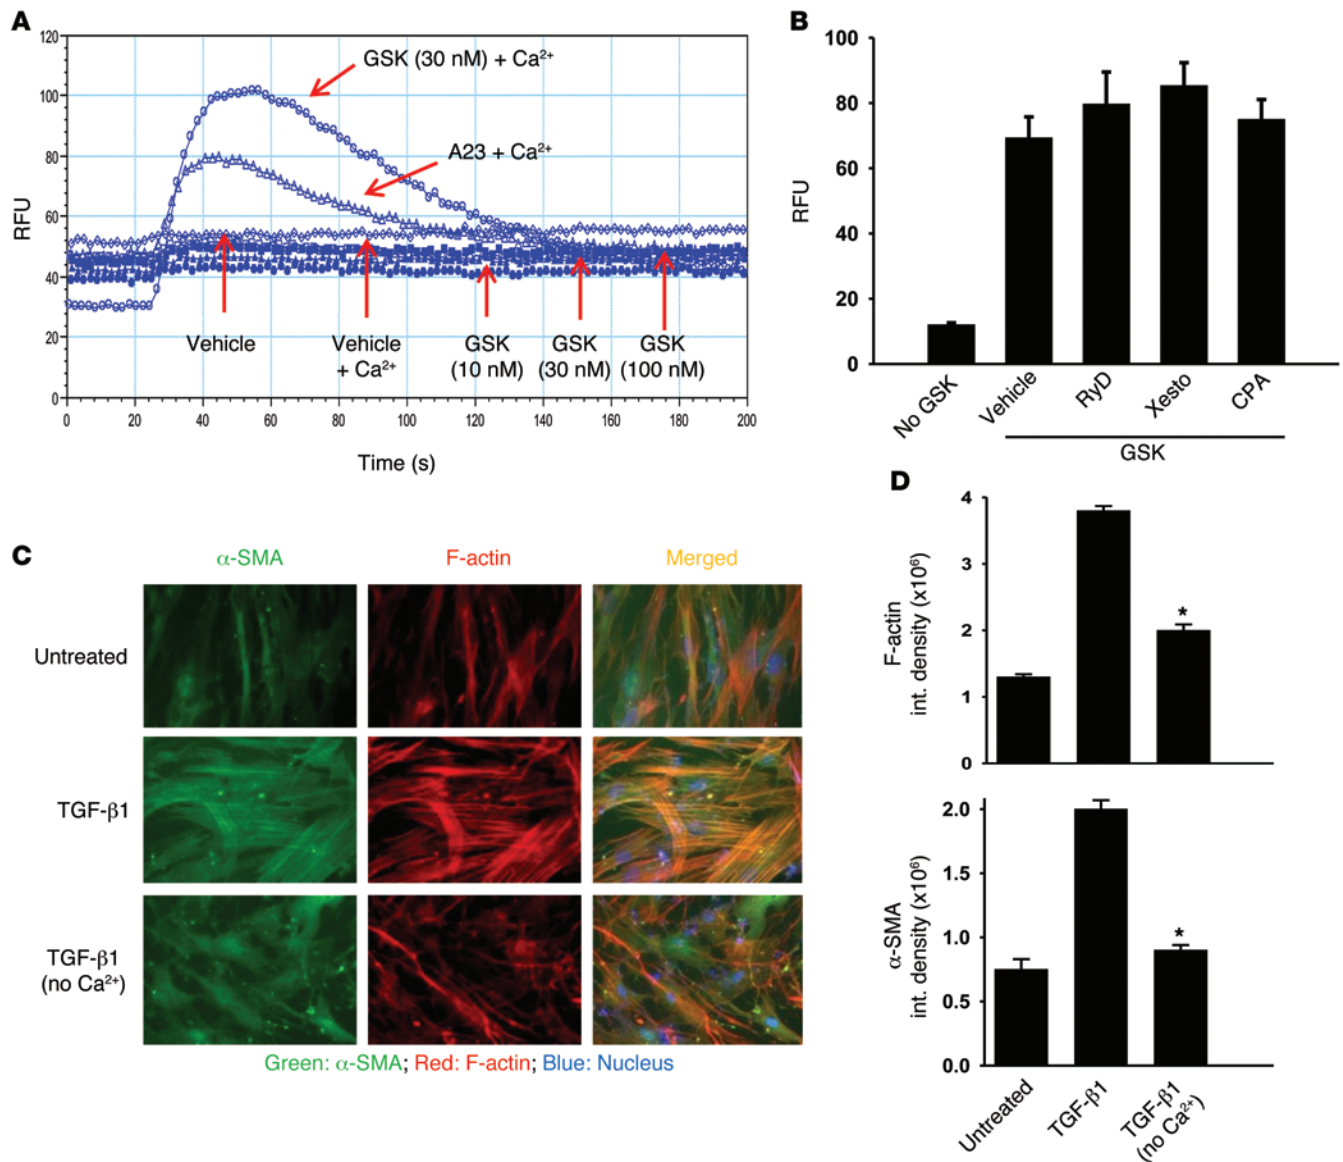 A
120
100
80
60
40
20
0
RFU
GSK (30 nM) + Ca²⁺
A23 + Ca²⁺
Vehicle
Vehicle
+ Ca²⁺
GSK
(10 nM)
GSK
(30 nM)
GSK
(100 nM)
0 20 40 60 80 100 120 140 160 180 200
Time (s)
B
100
80
60
40
20
0
RFU
No GSK
Vehicle
RyD
Xesto
CPA
GSK
C
α-SMA F-actin Merged
Untreated
TGF-β1
TGF-β1
(no Ca²⁺)
Green: α-SMA; Red: F-actin; Blue: Nucleus
D
4
3
2
1
0
F-actin
int. density (x10⁶)
*
2.0
1.5
1.0
0.5
0.0
α-SMA
int. density (x10⁶)
*
Untreated
TGF-β1
TGF-β1
(no Ca²⁺)